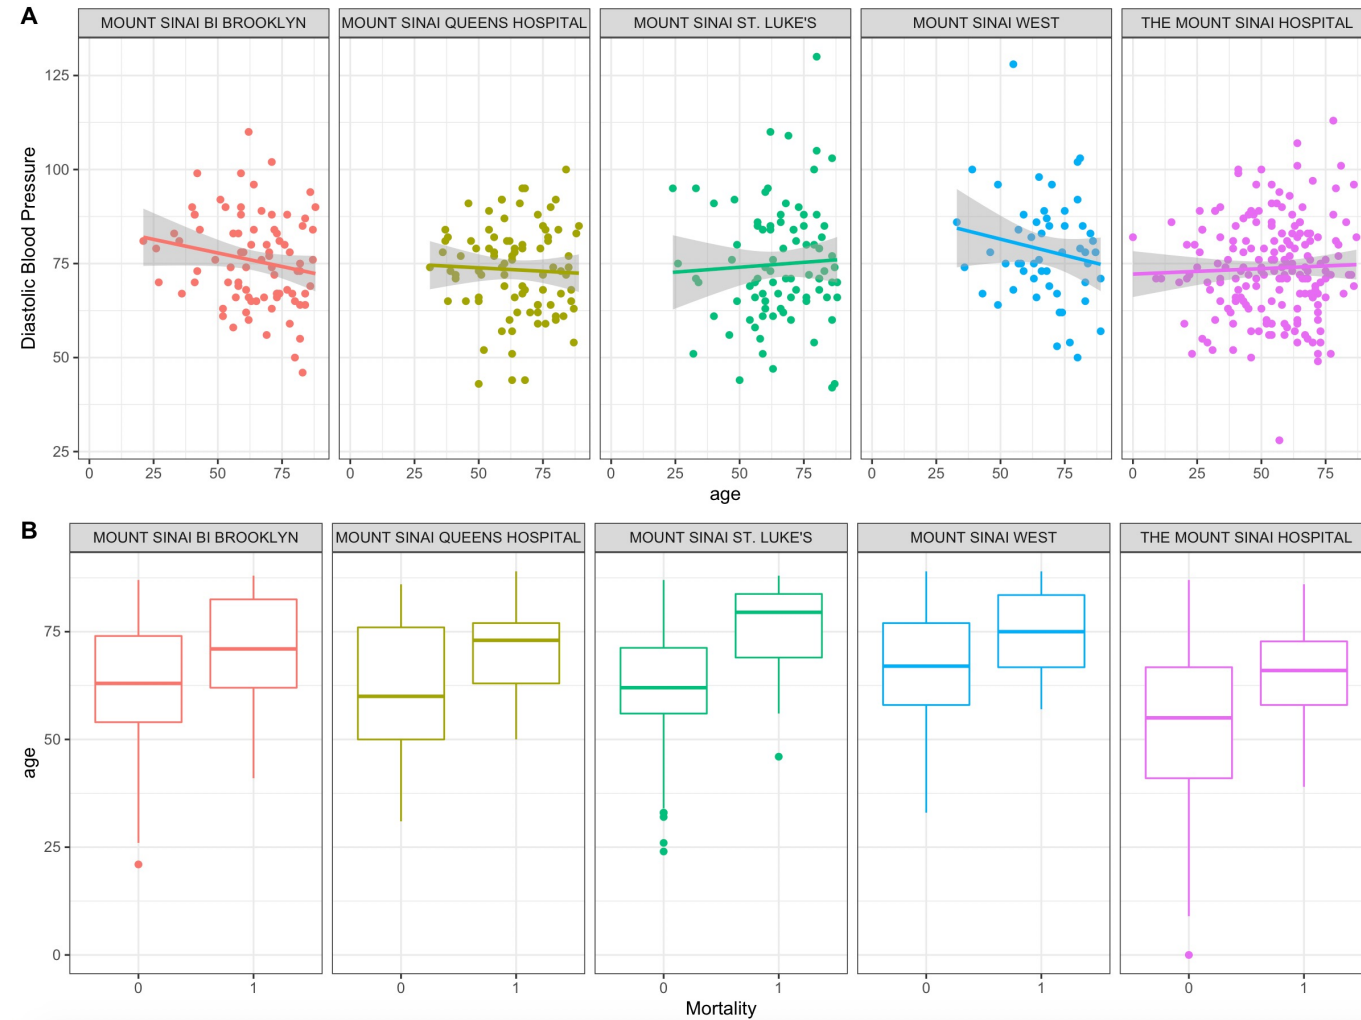 A
MOUNT SINAI BI BROOKLYN MOUNT SINAI QUEENS HOSPITAL MOUNT SINAI ST. LUKE'S MOUNT SINAI WEST THE MOUNT SINAI HOSPITAL
125
100
75
50
25
Diastolic Blood Pressure
0 25 50 75 0 25 50 75 0 25 50 75 0 25 50 75 0 25 50 75
age
B
MOUNT SINAI BI BROOKLYN MOUNT SINAI QUEENS HOSPITAL MOUNT SINAI ST. LUKE'S MOUNT SINAI WEST THE MOUNT SINAI HOSPITAL
75
50
25
0
age
0 1 0 1 0 1 0 1 0 1
Mortality